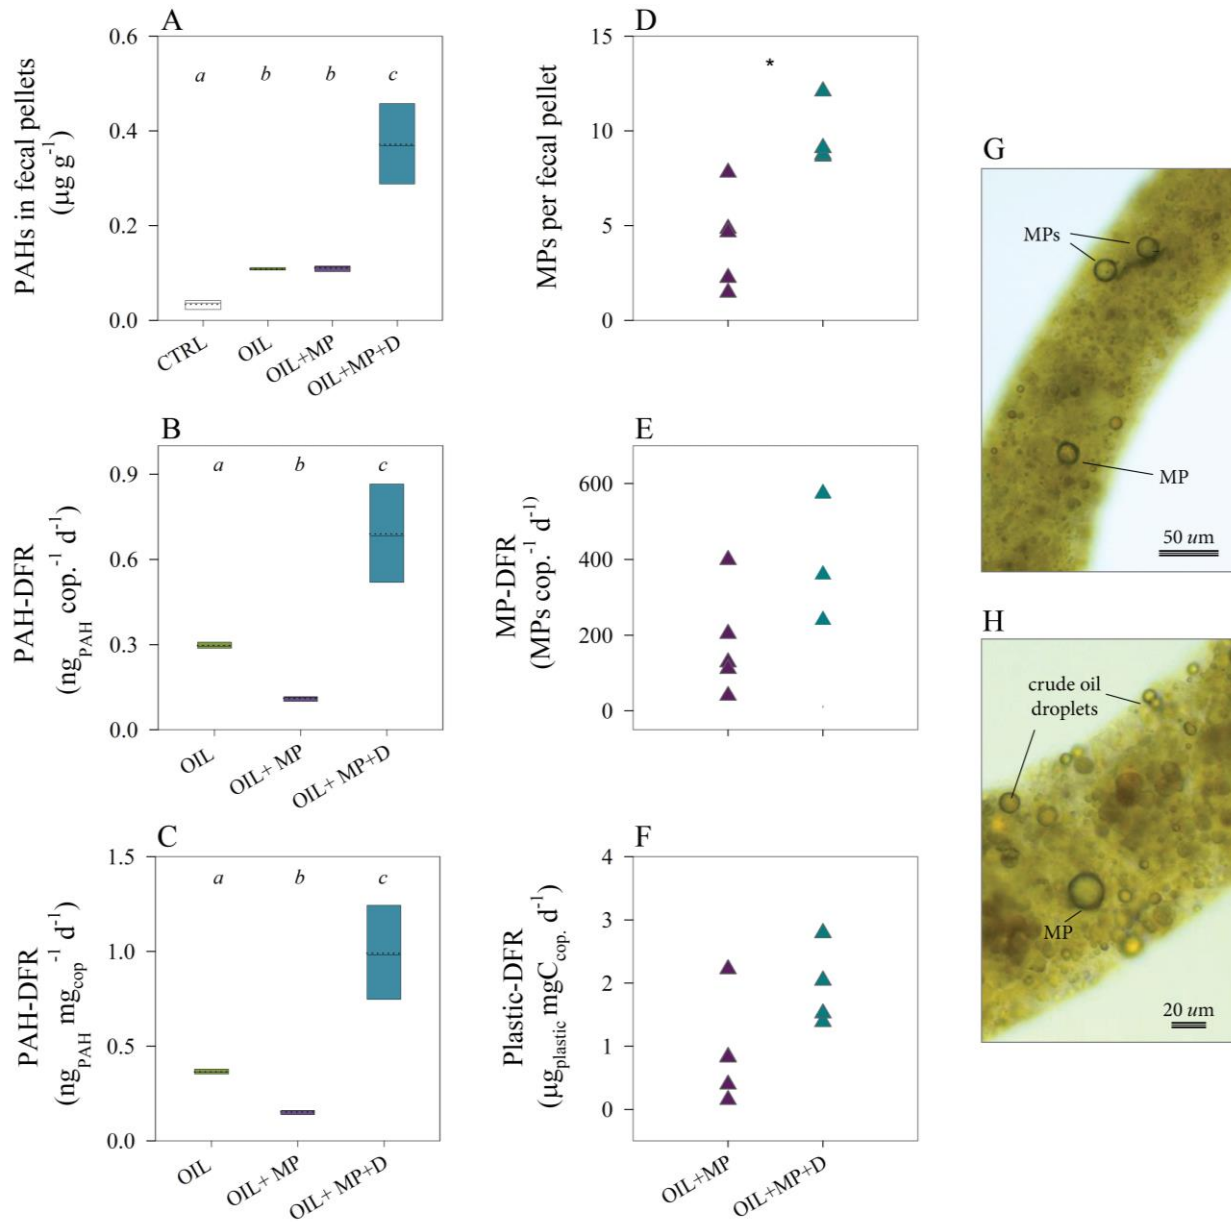 A
0.6
0.4
0.2
0.0
PAHs in fecal pellets
(µg g⁻¹)
a b b c
CTRL
OIL
OIL+MP
OIL+MP+D
B
0.9
0.6
0.3
0.0
PAH-DFR
(ng_PAH cop.⁻¹ d⁻¹)
a b c
OIL
OIL+ MP
OIL+ MP+D
C
1.5
1.0
0.5
0.0
PAH-DFR
(ng_PAH mg_cop⁻¹ d⁻¹)
a b c
OIL
OIL+ MP
OIL+ MP+D
D
15
10
5
0
MPs per fecal pellet
*
E
600
400
200
0
MP-DFR
(MPs cop.⁻¹ d⁻¹)
F
4
3
2
1
0
Plastic-DFR
(µg_plastic mgC_cop.⁻¹ d⁻¹)
OIL+MP
OIL+MP+D
G
MPs
MP
50 um
H
crude oil
droplets
MP
20 um